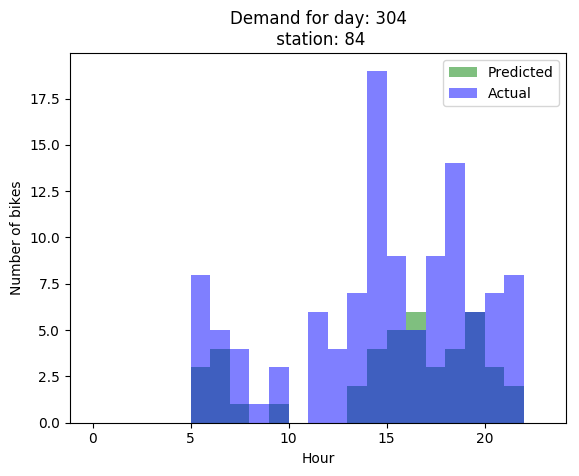 Demand for day: 304
station: 84
Predicted
Actual
Number of bikes
17.5
15.0
12.5
10.0
7.5
5.0
2.5
0.0
0
5
10
15
20
Hour